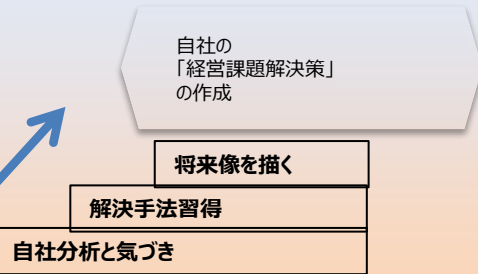 自社の
「経営課題解決策」
の作成
将来像を描く
解決手法習得
自社分析と気づき